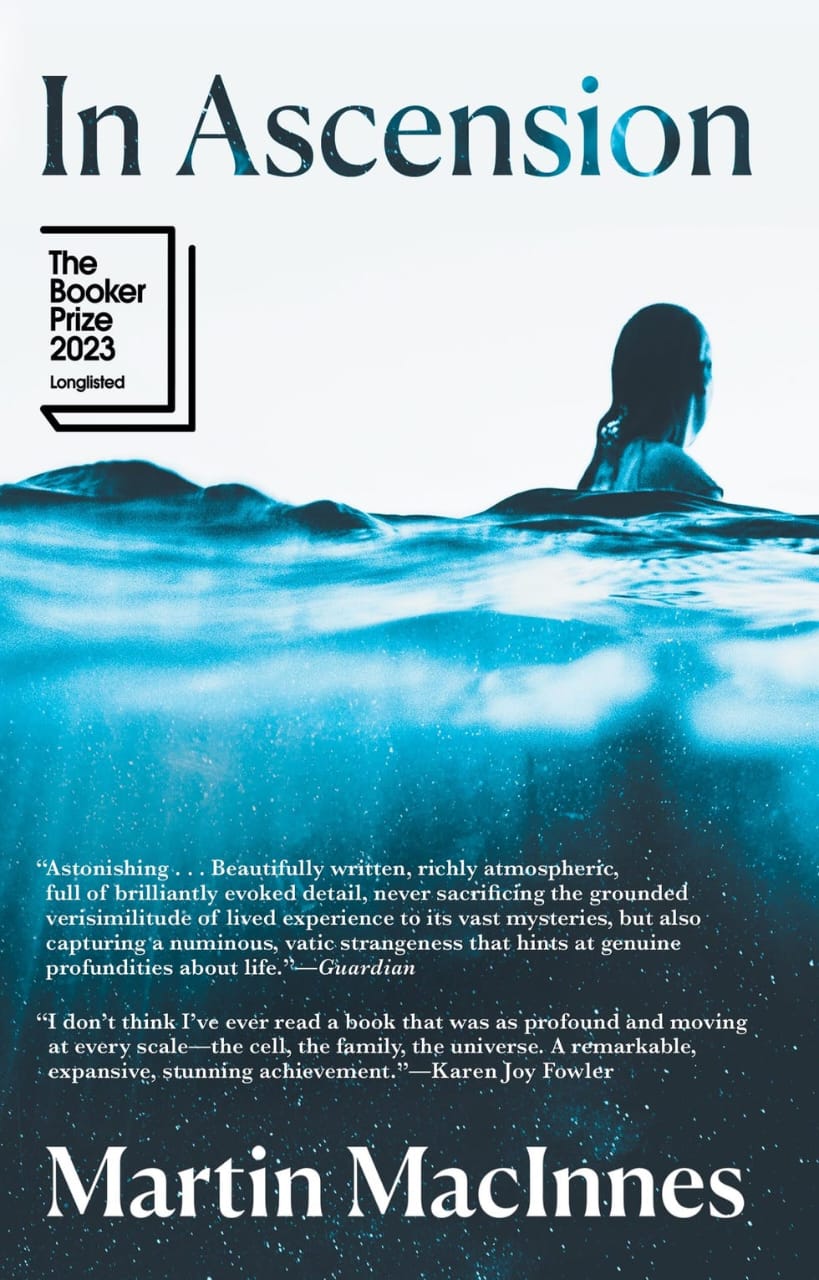 In Ascension
The
Booker
Prize
2023
Longlisted
“Astonishing . . . Beautifully written, richly atmospheric,
full of brilliantly evoked detail, never sacrificing the grounded
verisimilitude of lived experience to its vast mysteries, but also
capturing a numinous, vatic strangeness that hints at genuine
profundities about life.”—Guardian
“I don’t think I’ve ever read a book that was as profound and moving
at every scale—the cell, the family, the universe. A remarkable,
expansive, stunning achievement.”—Karen Joy Fowler
Martin MacInnes